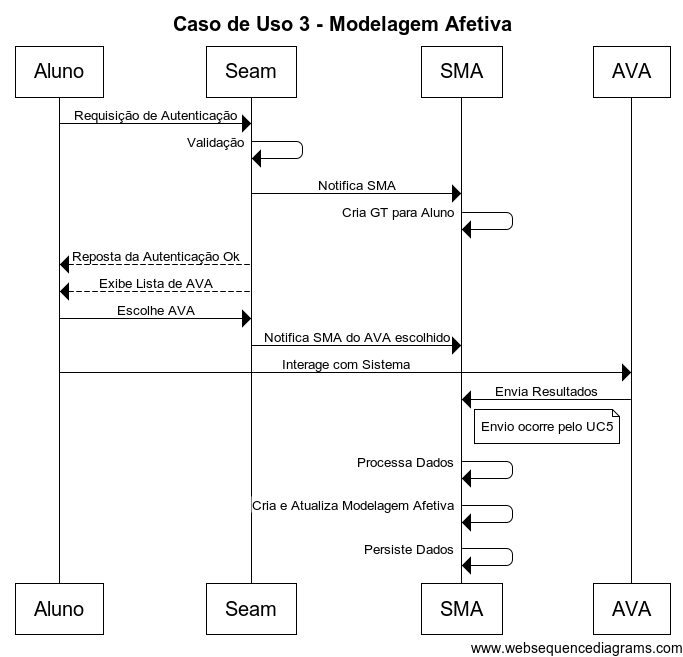 Caso de Uso 3 - Modelagem Afetiva
Aluno
Seam
SMA
AVA
Requisição de Autenticação
Validação
Notifica SMA
Cria GT para Aluno
Reposta da Autenticação Ok
Exibe Lista de AVA
Escolhe AVA
Notifica SMA do AVA escolhido
Interage com Sistema
Envia Resultados
Envio ocorre pelo UC5
Processa Dados
Cria e Atualiza Modelagem Afetiva
Persiste Dados
Aluno
Seam
SMA
AVA
www.websequencediagrams.com